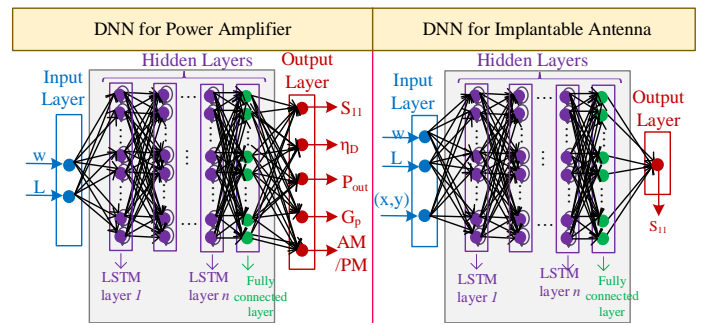 DNN for Power Amplifier
Hidden Layers
Input
Layer
Output
Layer
w
L
...
...
S11
ηD
Pout
Gp
AM
/PM
LSTM
layer 1
LSTM
layer n
Fully
connected
layer
DNN for Implantable Antenna
Hidden Layers
Input
Layer
Output
Layer
w
L
(x,y)
...
...
S11
LSTM
layer 1
LSTM
layer n
Fully
connected
layer